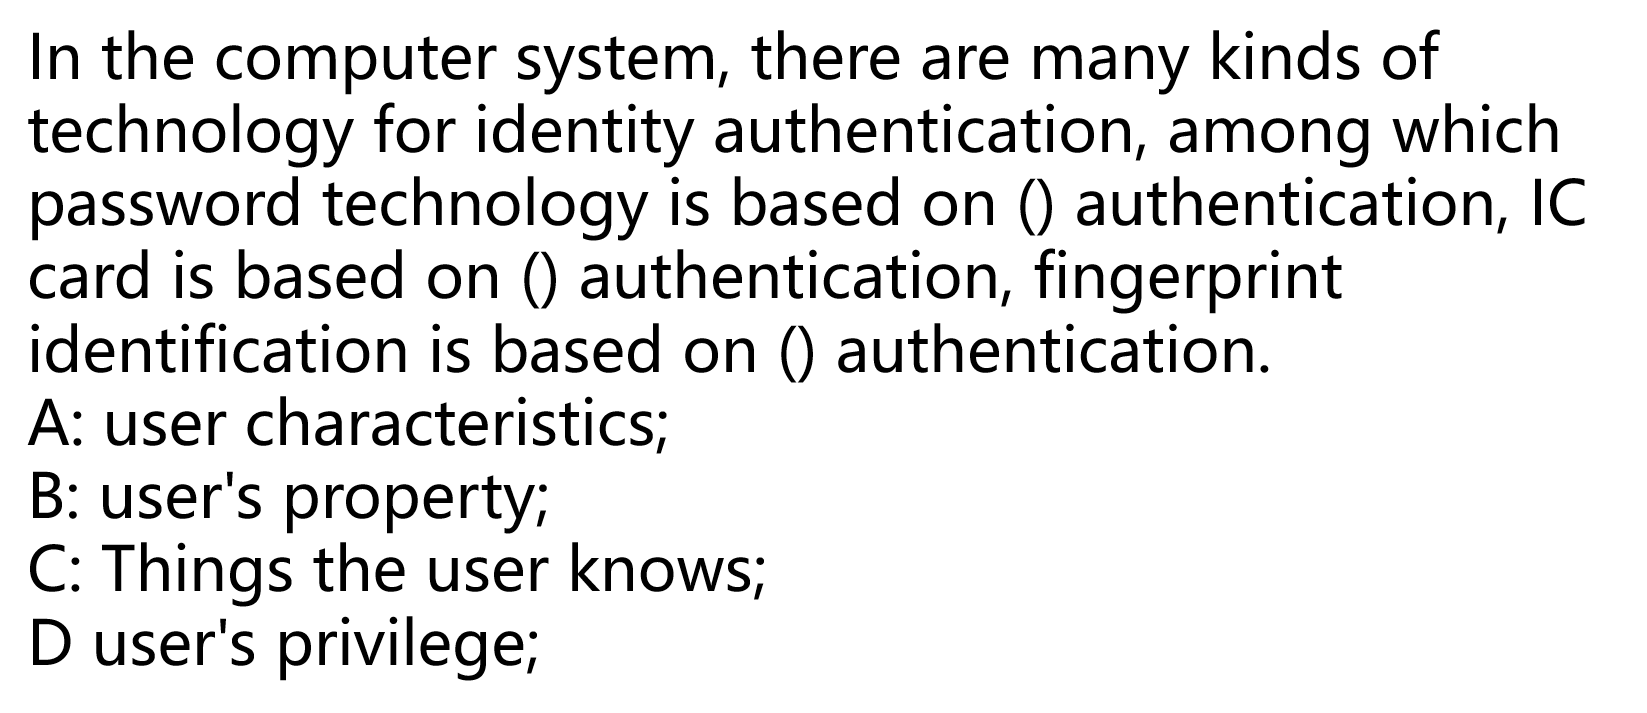 In the computer system, there are many kinds of
technology for identity authentication, among which
password technology is based on () authentication, IC
card is based on () authentication, fingerprint
identification is based on () authentication.
A: user characteristics;
B: user's property;
C: Things the user knows;
D user's privilege;